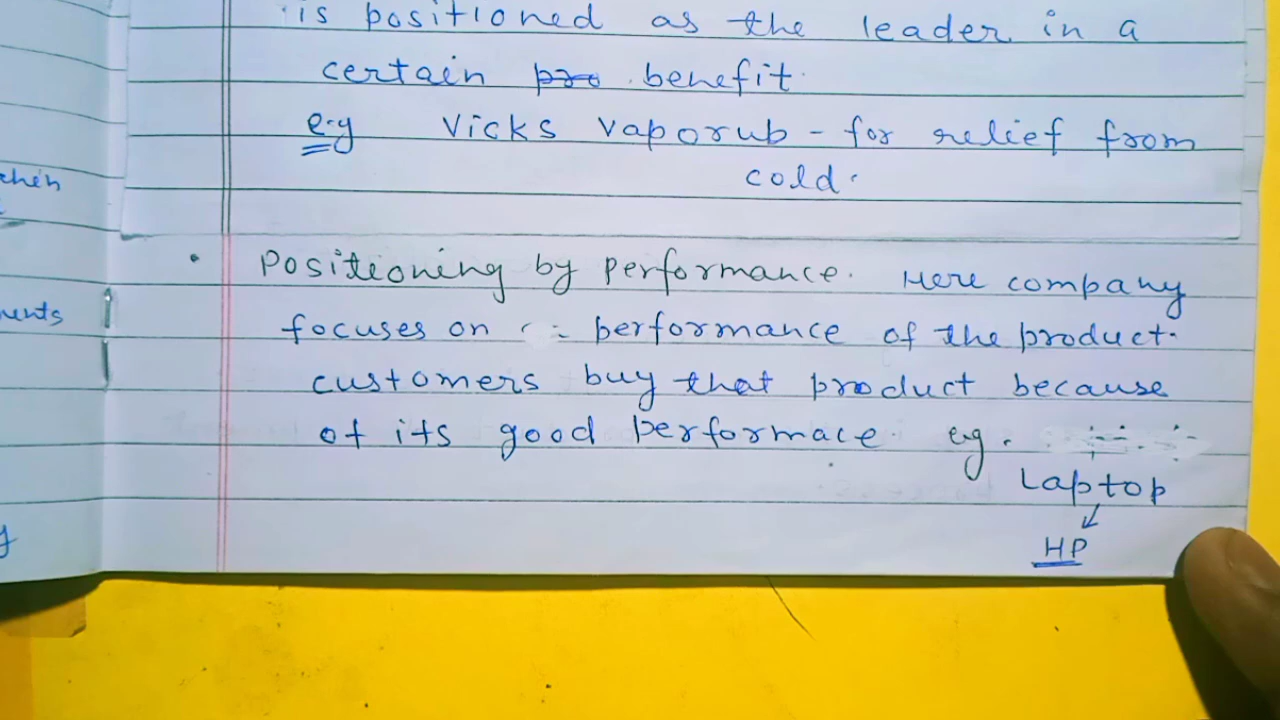 is positioned as the leader in a
certain pro benefit.
e.g Vicks vaporub - for relief from
cold.
• Positioning by performance. Here company
focuses on performance of the product.
customers buy that product because
of its good performace. eg.
Laptop
↓
HP
chen
ments
y